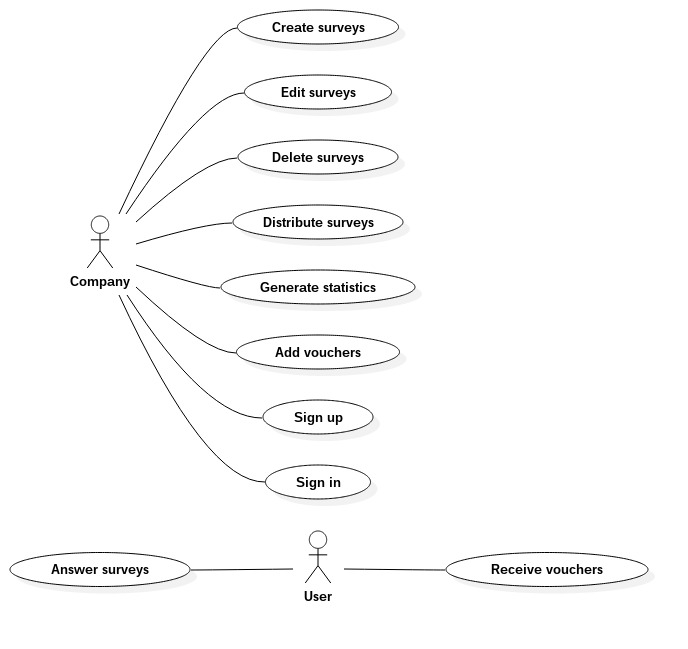 Create surveys
Edit surveys
Delete surveys
Distribute surveys
Company
Generate statistics
Add vouchers
Sign up
Sign in
Answer surveys
Receive vouchers
User